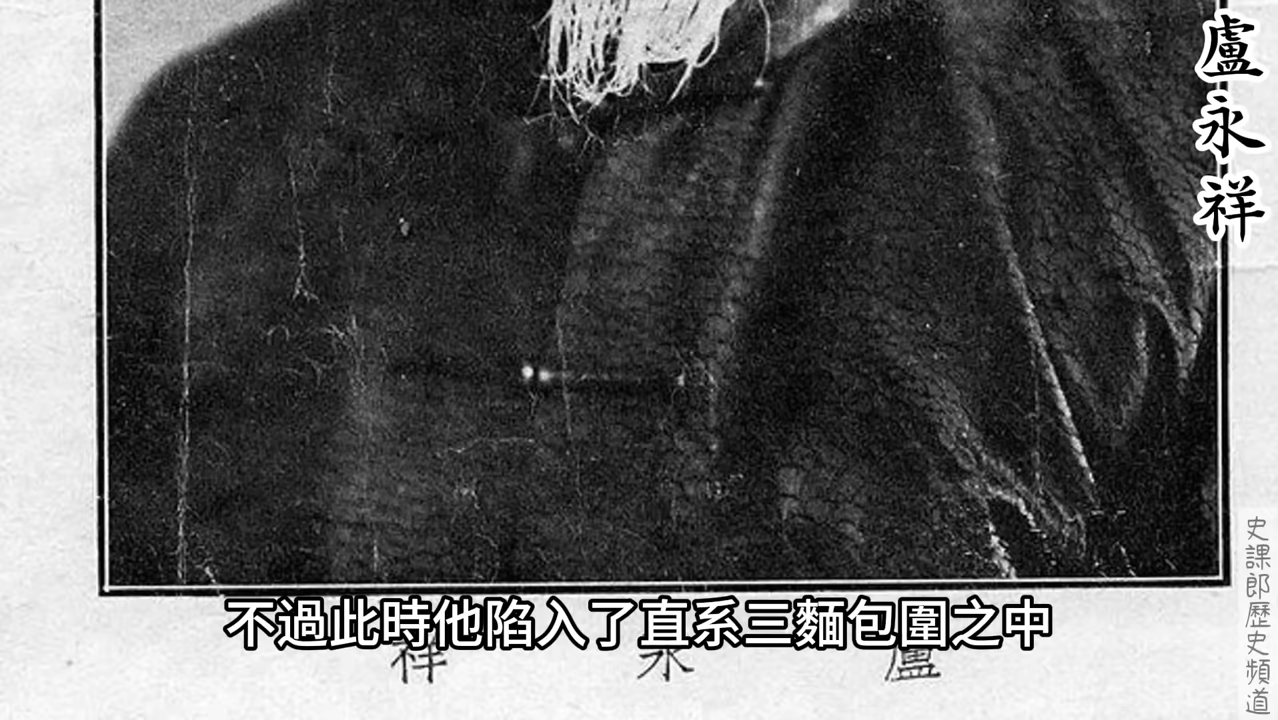 盧永祥
不過此時他陷入了直系三麵包圍之中
祥永盧
史課郎歷史頻道